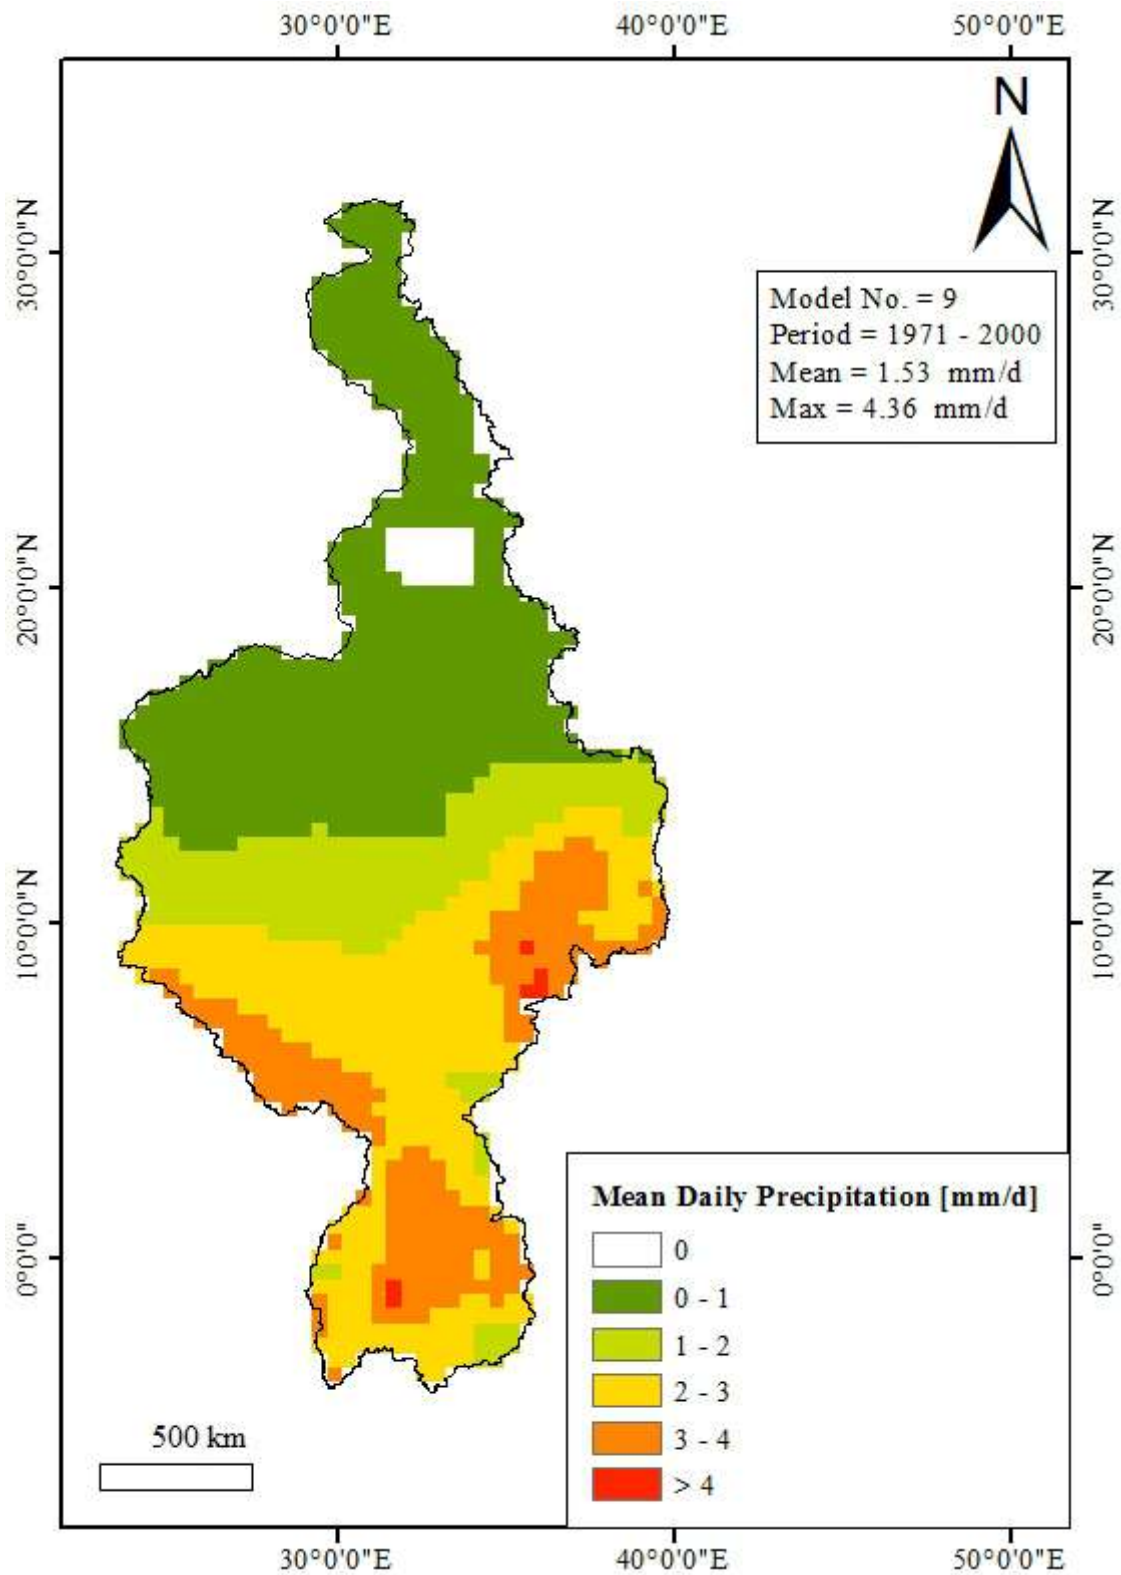 30°0'0"E 40°0'0"E 50°0'0"E
N
30°0'0"N
30°0'0"N
Model No. = 9
Period = 1971 - 2000
Mean = 1.53 mm/d
Max = 4.36 mm/d
20°0'0"N
20°0'0"N
10°0'0"N
10°0'0"N
0°0'0"
0°0'0"
Mean Daily Precipitation [mm/d]
0
0 - 1
1 - 2
2 - 3
3 - 4
> 4
500 km
30°0'0"E 40°0'0"E 50°0'0"E